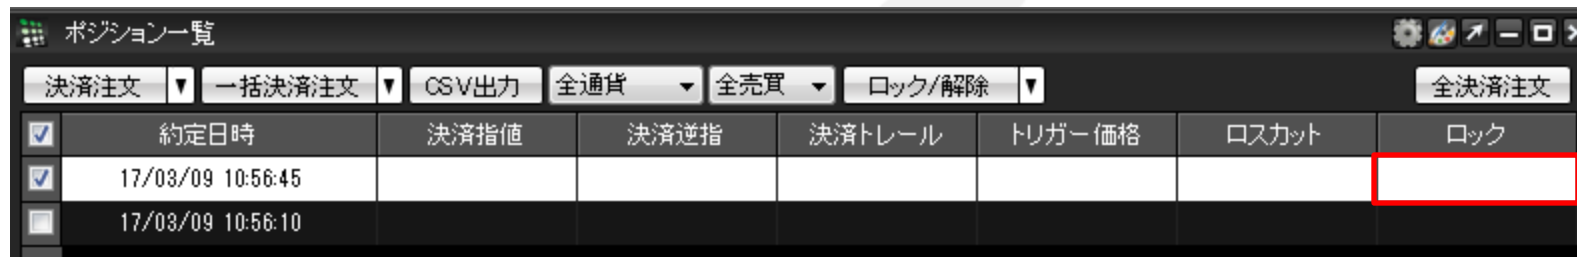 ポジション一覧
決済注文 ▼ 一括決済注文 ▼ CSV出力 全通貨 ▼ 全売買 ▼ ロック/解除 ▼ 全決済注文
約定日時 決済指値 決済逆指 決済トレール トリガー価格 ロスカット ロック
17/03/09 10:56:45
17/03/09 10:56:10